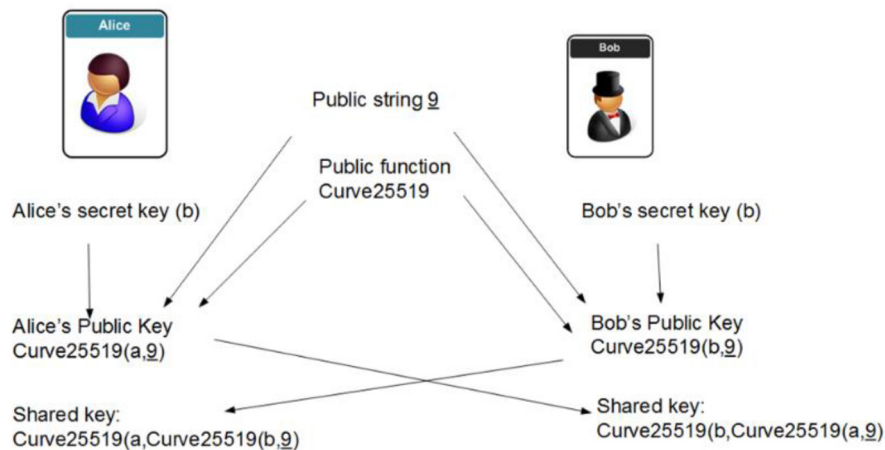 Alice
Bob
Public string 9
Public function
Curve25519
Alice's secret key (b)
Bob's secret key (b)
Alice's Public Key
Curve25519(a,9)
Bob's Public Key
Curve25519(b,9)
Shared key:
Curve25519(a,Curve25519(b,9)
Shared key:
Curve25519(b,Curve25519(a,9)